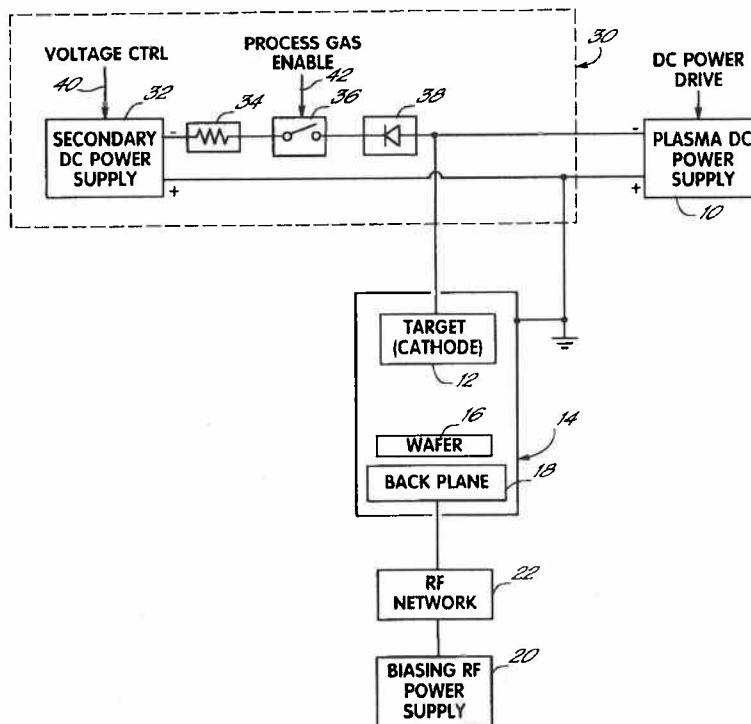 VOLTAGE CTRL
40
32
PROCESS GAS
ENABLE
42
34
36
38
30
DC POWER
DRIVE
SECONDARY
DC POWER
SUPPLY
-
+
-
+
PLASMA DC
POWER
SUPPLY
10
TARGET
(CATHODE)
12
16
WAFER
14
BACK PLANE
18
RF
NETWORK
22
BIASING RF
POWER
SUPPLY
20